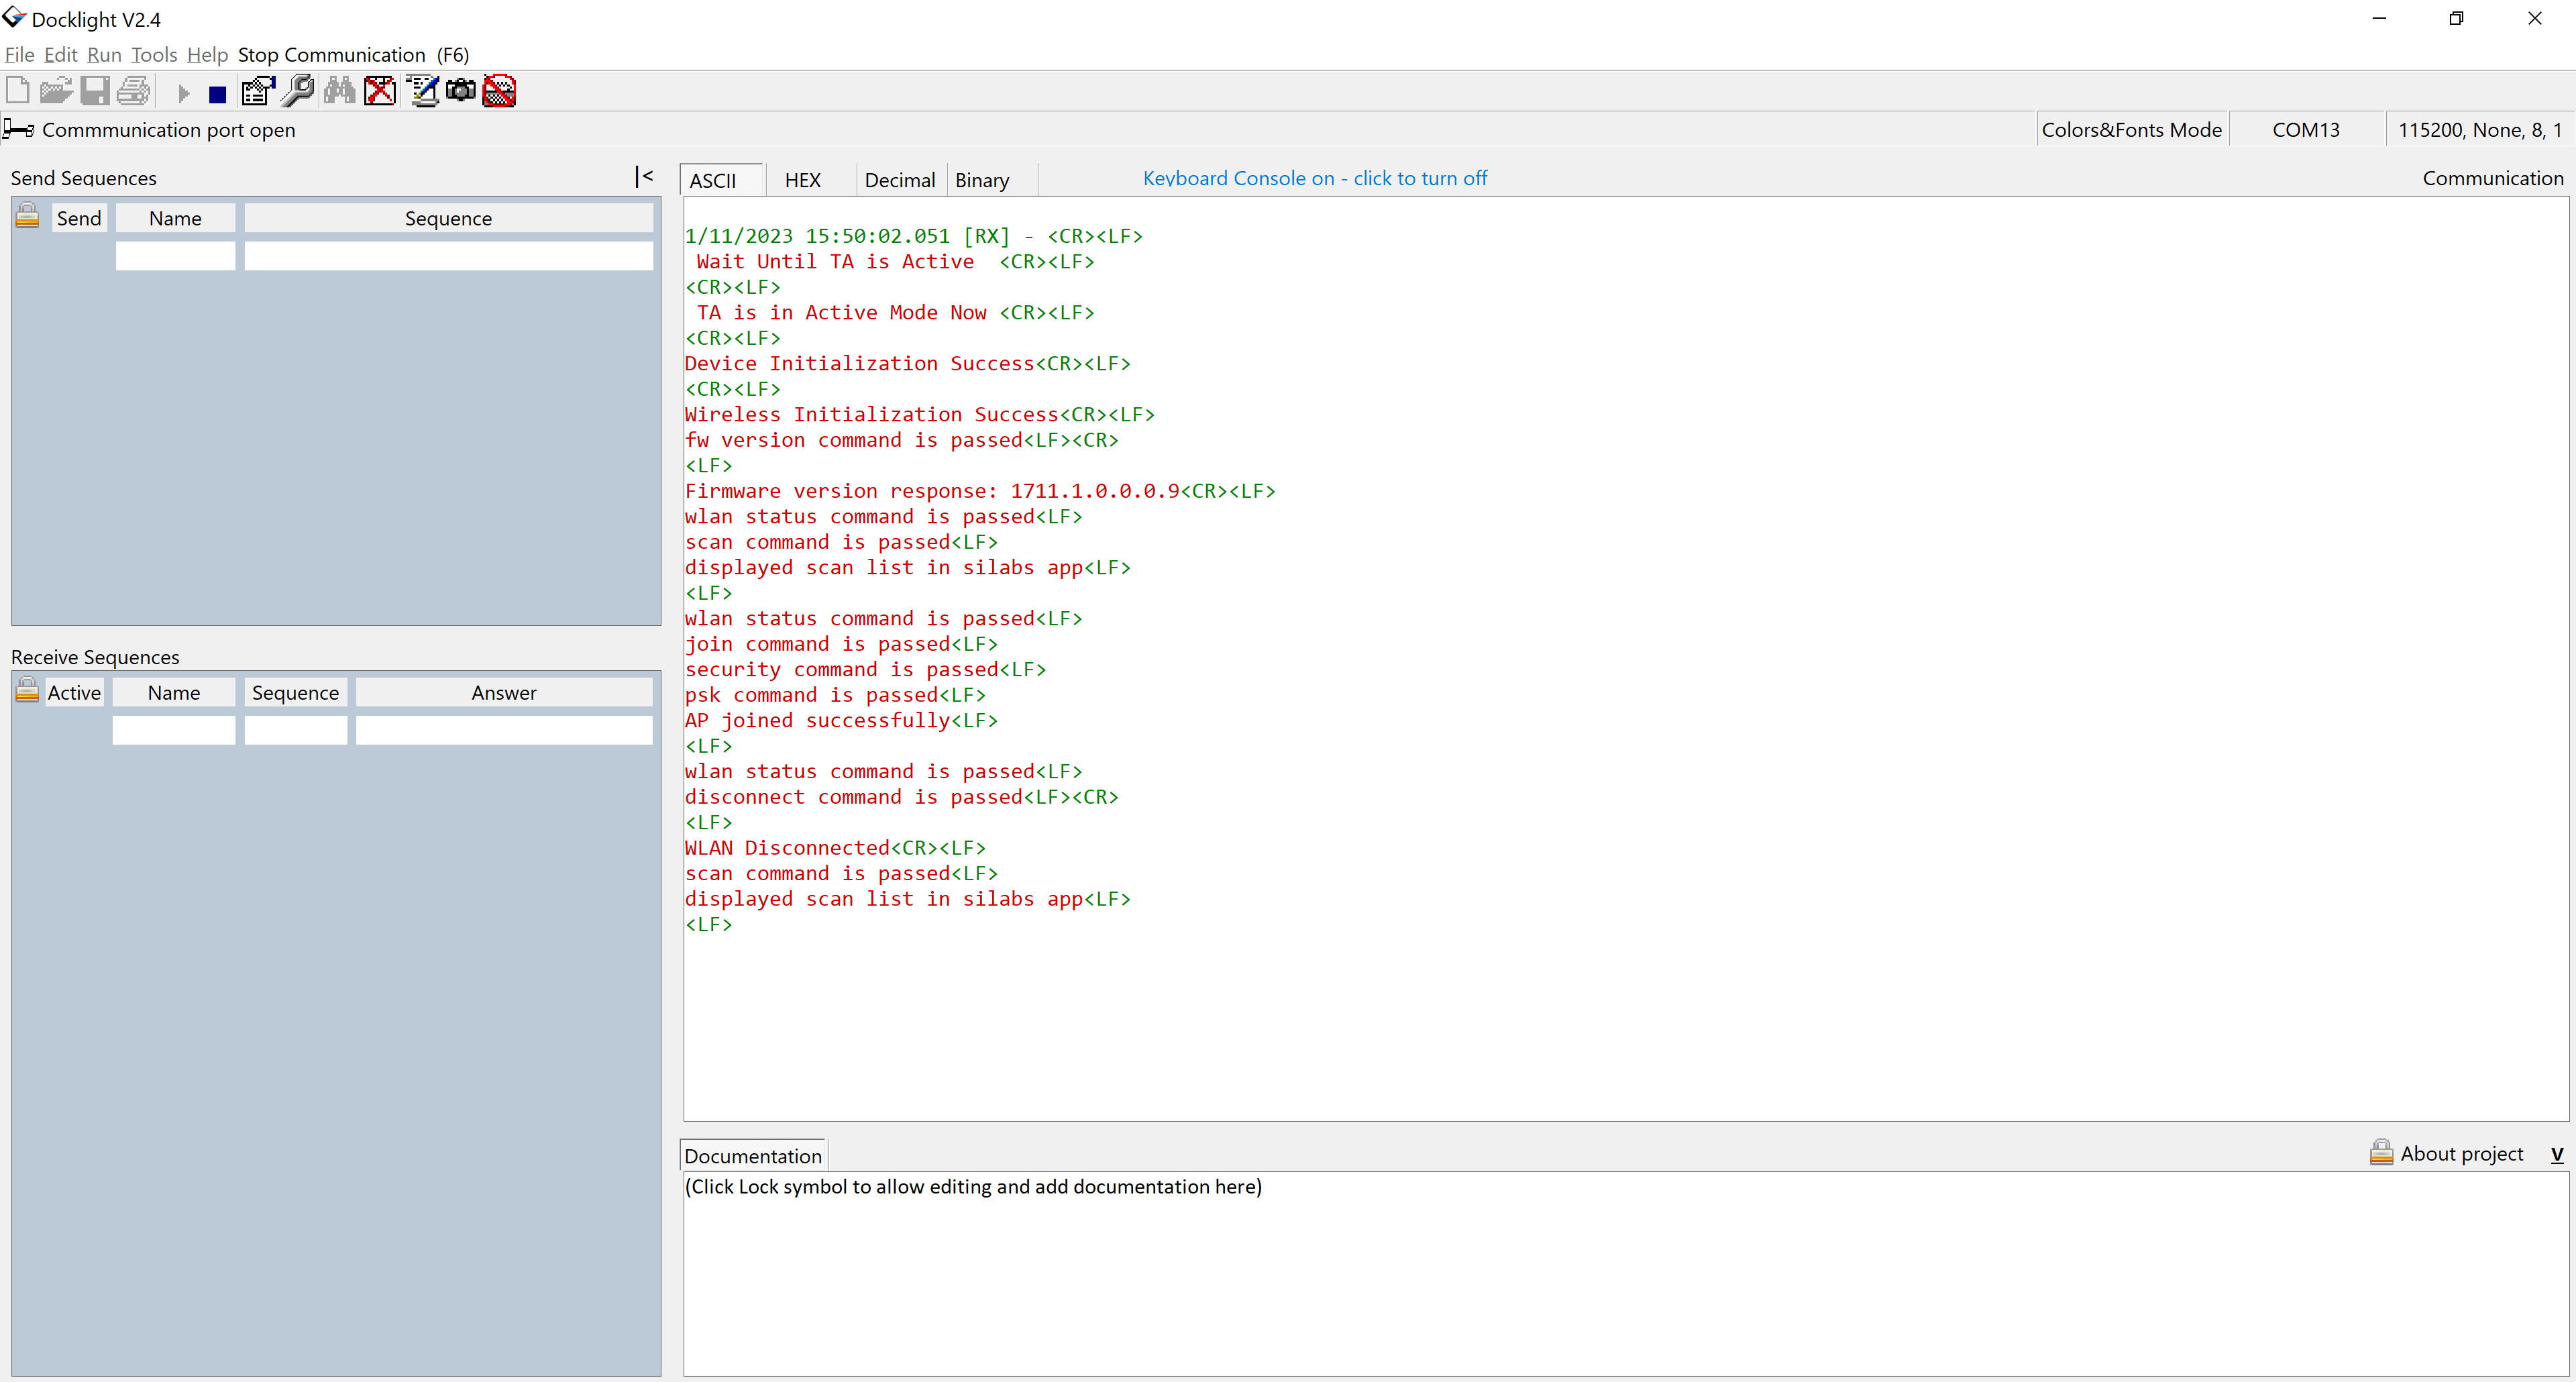 Docklight V2.4
File Edit Run Tools Help Stop Communication (F6)
Commmunication port open
Colors&Fonts Mode COM13 115200, None, 8, 1
Send Sequences |<
Send Name Sequence
Receive Sequences
Active Name Sequence Answer
ASCII HEX Decimal Binary Keyboard Console on - click to turn off Communication
1/11/2023 15:50:02.051 [RX] - <CR><LF>
Wait Until TA is Active <CR><LF>
<CR><LF>
TA is in Active Mode Now <CR><LF>
<CR><LF>
Device Initialization Success<CR><LF>
<CR><LF>
Wireless Initialization Success<CR><LF>
fw version command is passed<LF><CR>
<LF>
Firmware version response: 1711.1.0.0.0.9<CR><LF>
wlan status command is passed<LF>
scan command is passed<LF>
displayed scan list in silabs app<LF>
<LF>
wlan status command is passed<LF>
join command is passed<LF>
security command is passed<LF>
psk command is passed<LF>
AP joined successfully<LF>
<LF>
wlan status command is passed<LF>
disconnect command is passed<LF><CR>
<LF>
WLAN Disconnected<CR><LF>
scan command is passed<LF>
displayed scan list in silabs app<LF>
<LF>
Documentation About project V
(Click Lock symbol to allow editing and add documentation here)